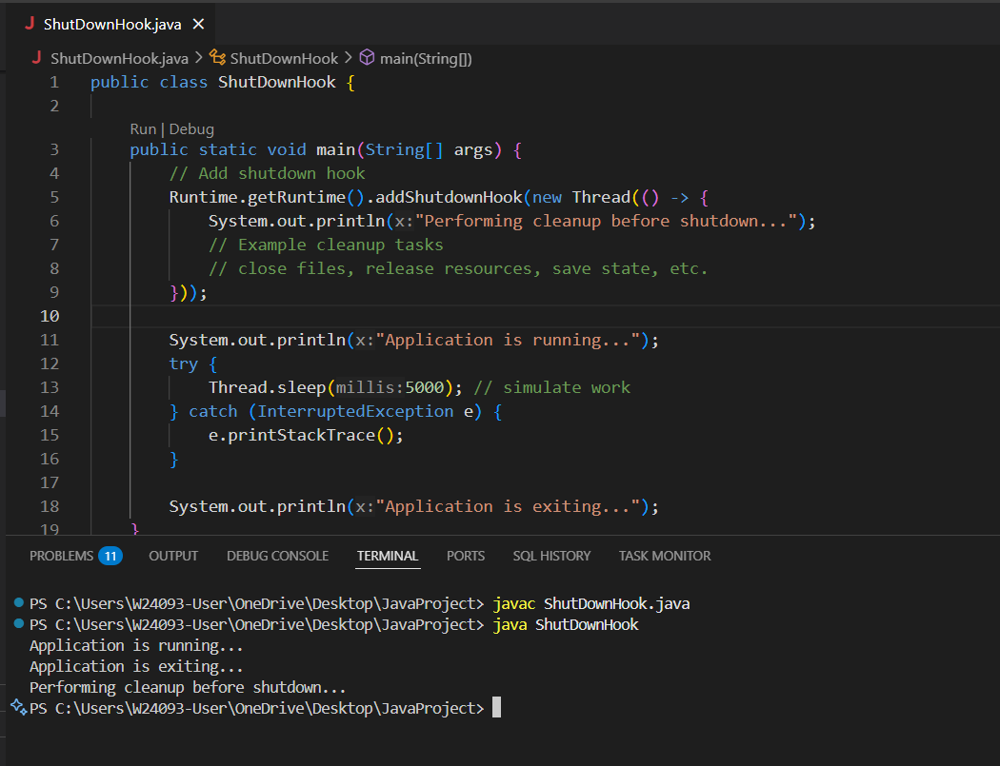 ShutDownHook.java
ShutDownHook.java > ShutDownHook > main(String[])
1 public class ShutDownHook {
2
Run | Debug
3 public static void main(String[] args) {
4 // Add shutdown hook
5 Runtime.getRuntime().addShutdownHook(new Thread(() -> {
6 System.out.println(x:"Performing cleanup before shutdown...");
7 // Example cleanup tasks
8 // close files, release resources, save state, etc.
9 }));
10
11 System.out.println(x:"Application is running...");
12 try {
13 Thread.sleep(millis:5000); // simulate work
14 } catch (InterruptedException e) {
15 e.printStackTrace();
16 }
17
18 System.out.println(x:"Application is exiting...");
19 }
PROBLEMS 11 OUTPUT DEBUG CONSOLE TERMINAL PORTS SQL HISTORY TASK MONITOR
PS C:\Users\W24093-User\OneDrive\Desktop\JavaProject> javac ShutDownHook.java
PS C:\Users\W24093-User\OneDrive\Desktop\JavaProject> java ShutDownHook
Application is running...
Application is exiting...
Performing cleanup before shutdown...
PS C:\Users\W24093-User\OneDrive\Desktop\JavaProject>